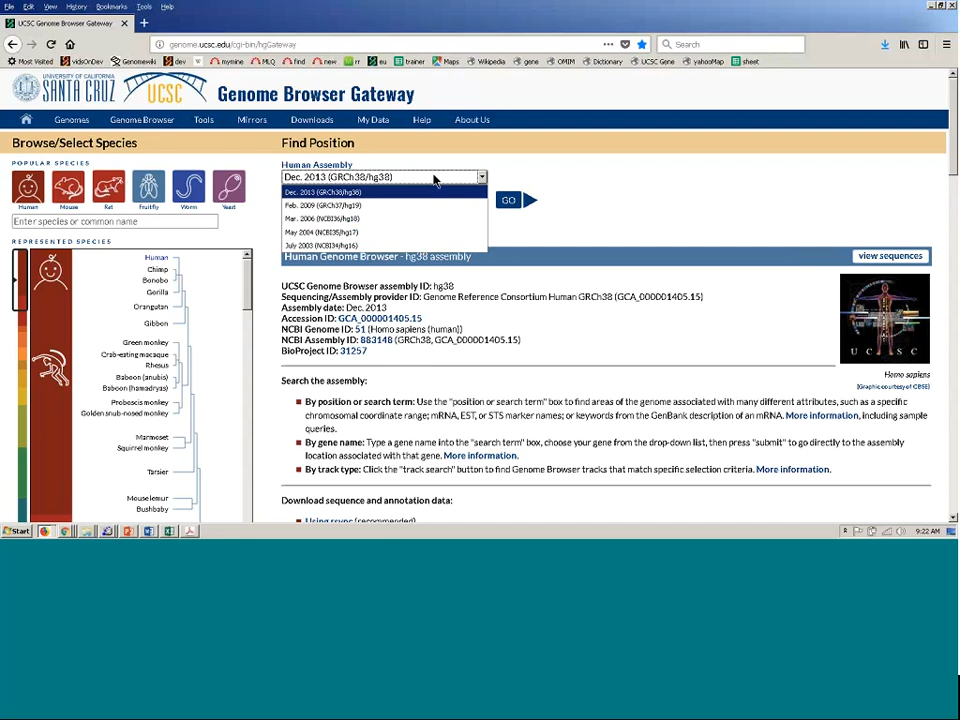 File Edit View History Bookmarks Tools Help
UCSC Genome Browser Gateway
genome.ucsc.edu/cgi-bin/hgGateway
Search
Most Visited vidsOnDev Genomewiki dev mymine MLQ find new rr eu trainer Maps Wikipedia gene OMIM Dictionary UCSC Gene yahooMap sheet
UNIVERSITY OF CALIFORNIA
SANTA CRUZ
UCSC
Genome Browser Gateway
Genomes Genome Browser Tools Mirrors Downloads My Data Help About Us
Browse/Select Species
Find Position
POPULAR SPECIES
Human Mouse Rat Fruitfly Worm Yeast
Enter species or common name
REPRESENTED SPECIES
Human
Chimp
Bonobo
Gorilla
Orangutan
Gibbon
Green monkey
Crab-eating macaque
Rhesus
Baboon (anubis)
Baboon (hamadryas)
Proboscis monkey
Golden snub-nosed monkey
Marmoset
Squirrel monkey
Tarsier
Mouse lemur
Bushbaby
Human Assembly
Dec. 2013 (GRCh38/hg38)
Dec. 2013 (GRCh38/hg38)
Feb. 2009 (GRCh37/hg19)
Mar. 2006 (NCBI36/hg18)
May 2004 (NCBI35/hg17)
July 2003 (NCBI34/hg16)
GO
Human Genome Browser - hg38 assembly
view sequences
UCSC Genome Browser assembly ID: hg38
Sequencing/Assembly provider ID: Genome Reference Consortium Human GRCh38 (GCA_000001405.15)
Assembly date: Dec. 2013
Accession ID: GCA_000001405.15
NCBI Genome ID: 51 (Homo sapiens (human))
NCBI Assembly ID: 883148 (GRCh38, GCA_000001405.15)
BioProject ID: 31257
UCSC
Homo sapiens
(Graphic courtesy of CBSE)
Search the assembly:
By position or search term: Use the "position or search term" box to find areas of the genome associated with many different attributes, such as a specific
chromosomal coordinate range; mRNA, EST, or STS marker names; or keywords from the GenBank description of an mRNA. More information, including sample
queries.
By gene name: Type a gene name into the "search term" box, choose your gene from the drop-down list, then press "submit" to go directly to the assembly
location associated with that gene. More information.
By track type: Click the "track search" button to find Genome Browser tracks that match specific selection criteria. More information.
Download sequence and annotation data:
Using rsync (recommended)
Start
9:22 AM